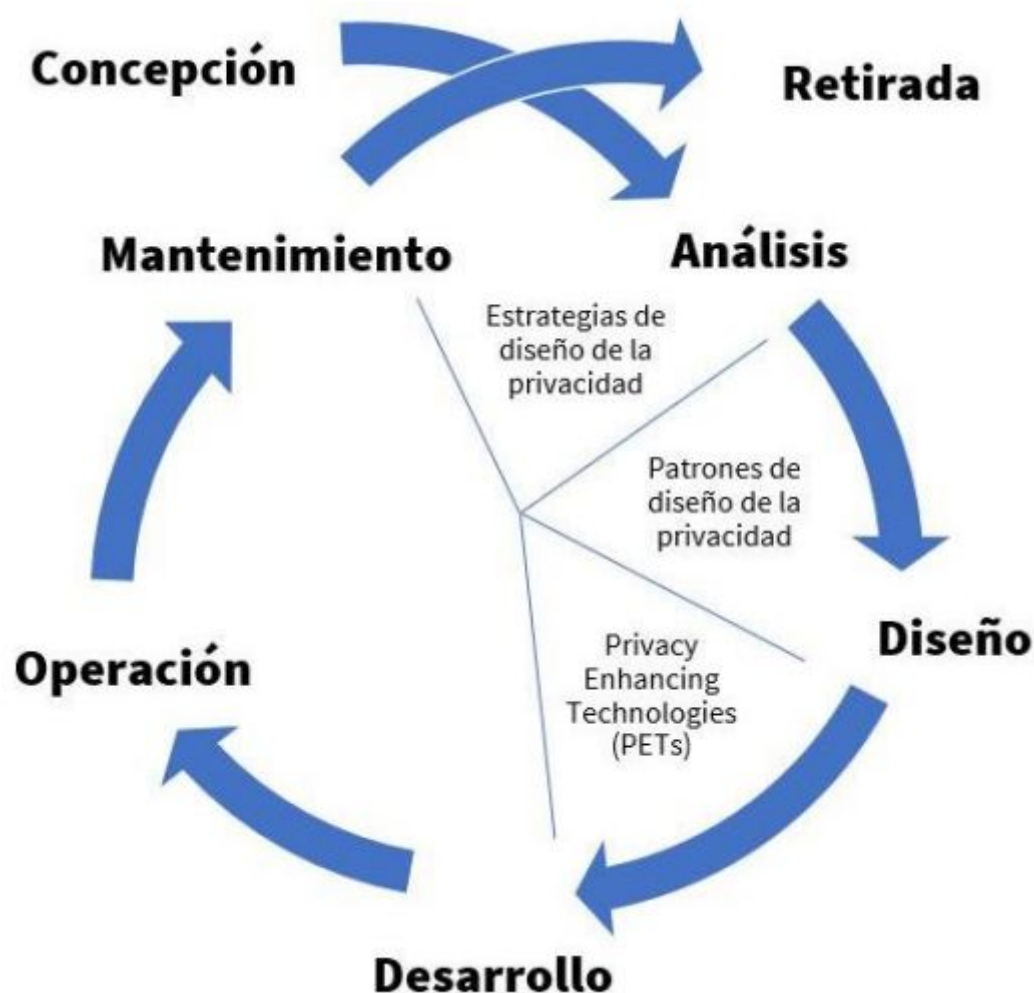 Concepción
Retirada
Mantenimiento
Análisis
Estrategias de
diseño de la
privacidad
Patrones de
diseño de la
privacidad
Diseño
Privacy
Enhancing
Technologies
(PETs)
Operación
Desarrollo